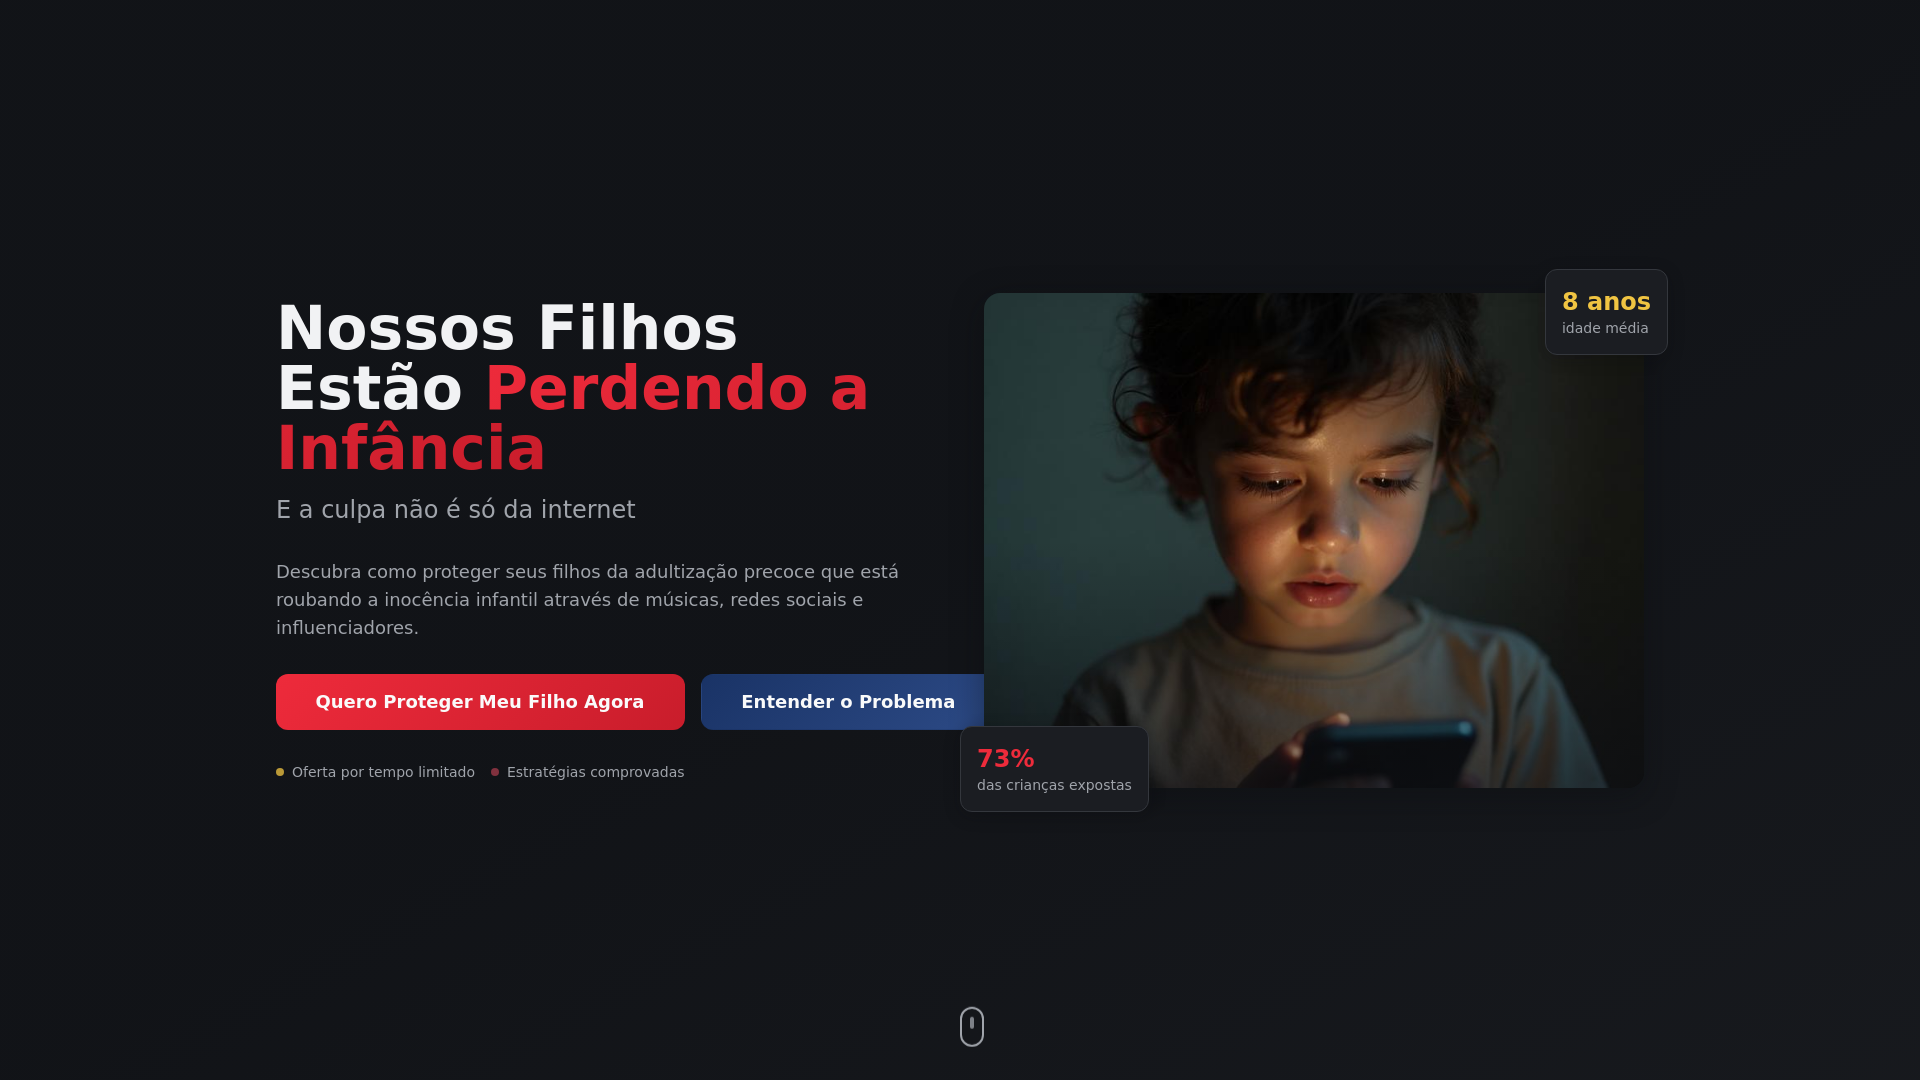 Nossos Filhos
Estão Perdendo a
Infância
E a culpa não é só da internet
Descubra como proteger seus filhos da adultização precoce que está
roubando a inocência infantil através de músicas, redes sociais e
influenciadores.
Quero Proteger Meu Filho Agora
Entender o Problema
Oferta por tempo limitado
Estratégias comprovadas
8 anos
idade média
73%
das crianças expostas